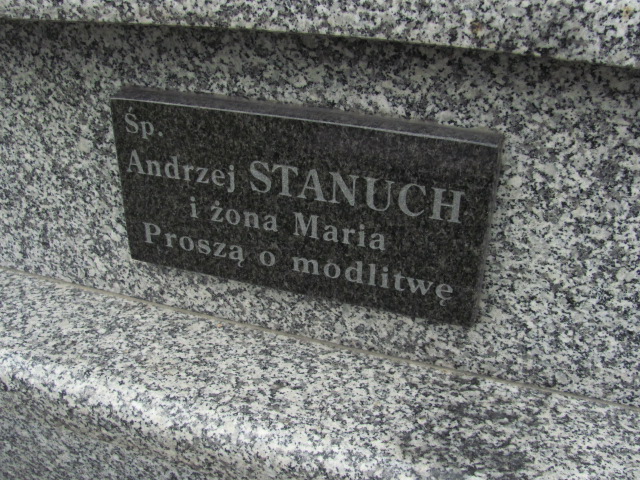 Śp.
Andrzej STANUCH
i żona Maria
Proszą o modlitwę